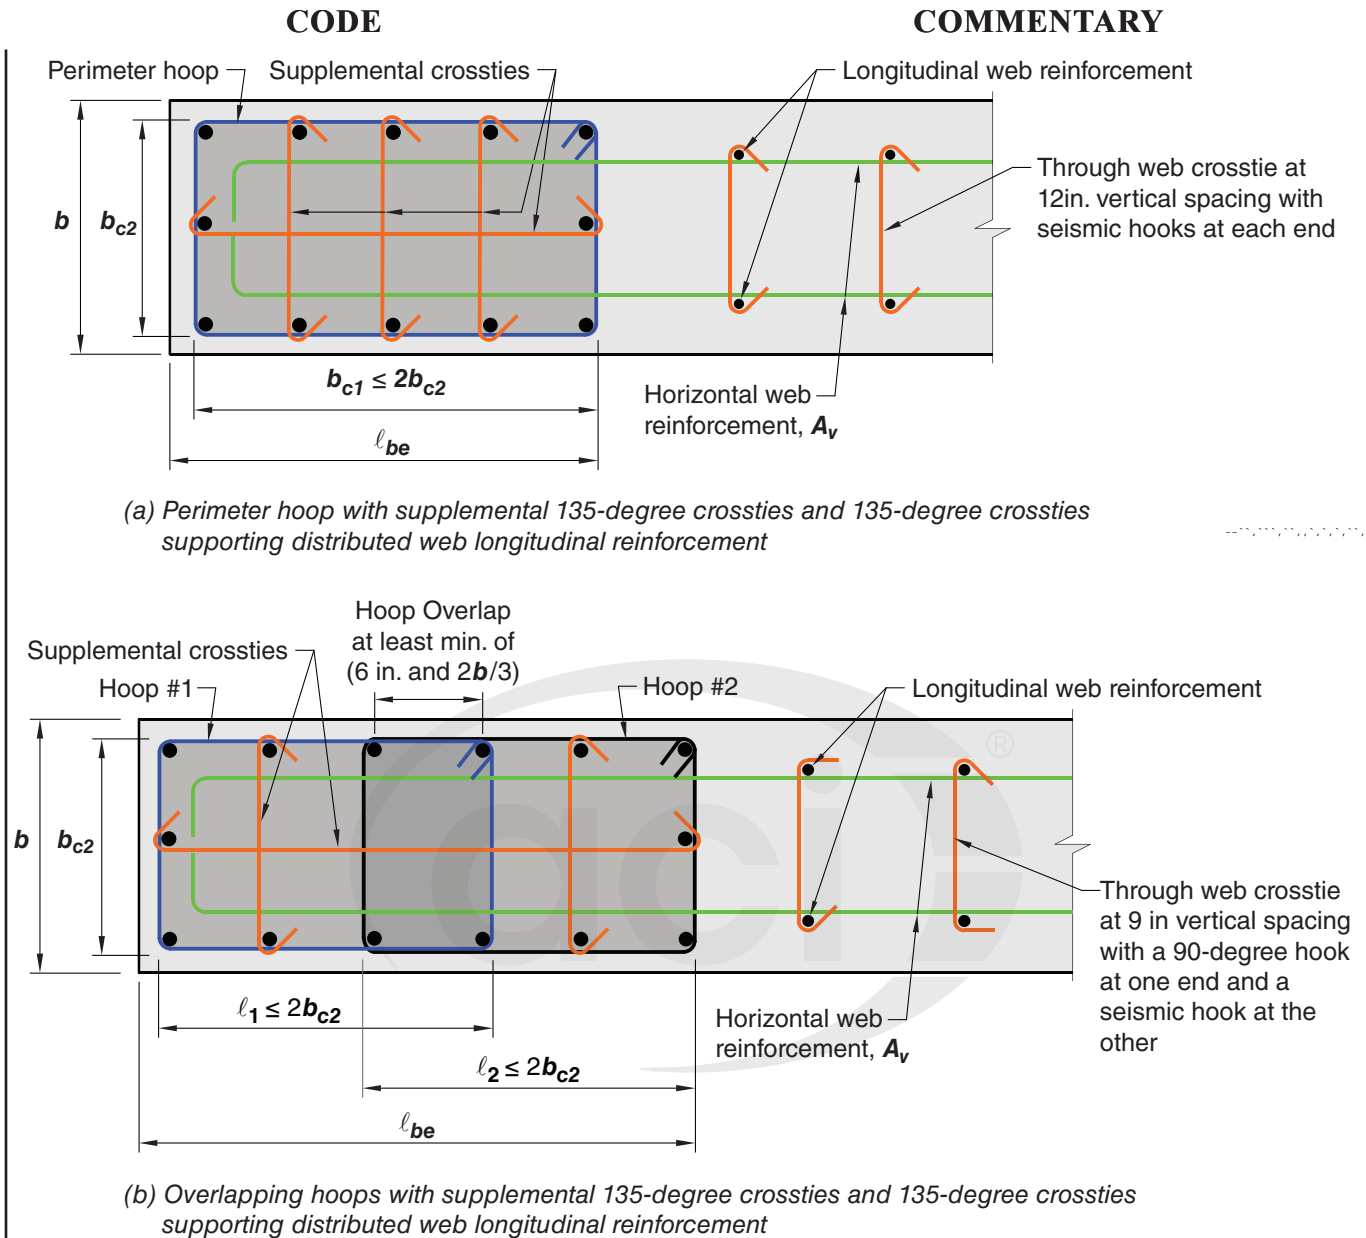 CODE
COMMENTARY
Perimeter hoop
Supplemental crossties
Longitudinal web reinforcement
Through web crosstie at
12in. vertical spacing with
seismic hooks at each end
b
bc2
bc1 ≤ 2bc2
ℓbe
Horizontal web
reinforcement, Av
(a) Perimeter hoop with supplemental 135-degree crossties and 135-degree crossties
supporting distributed web longitudinal reinforcement
Hoop Overlap
at least min. of
(6 in. and 2b/3)
Supplemental crossties
Hoop #1
Hoop #2
Longitudinal web reinforcement
b
bc2
aci
®
Through web crosstie
at 9 in vertical spacing
with a 90-degree hook
at one end and a
seismic hook at the
other
ℓ1 ≤ 2bc2
Horizontal web
reinforcement, Av
ℓ2 ≤ 2bc2
ℓbe
(b) Overlapping hoops with supplemental 135-degree crossties and 135-degree crossties
supporting distributed web longitudinal reinforcement